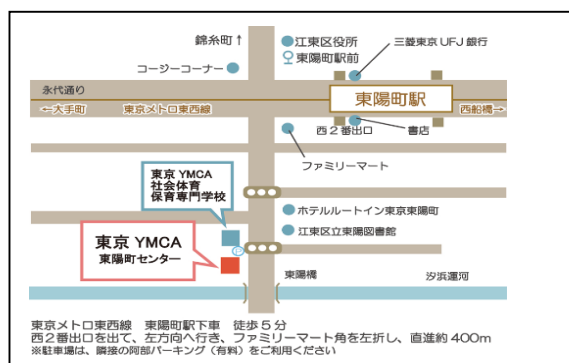 錦糸町↑
江東区役所
東陽町駅前
三菱東京UFJ銀行
コージーコーナー
永代通り
東陽町駅
←大手町
東京メトロ東西線
西船橋→
西2番出口
書店
ファミリーマート
東京YMCA
社会体育
保育専門学校
ホテルルートイン東京東陽町
江東区立東陽図書館
東京 YMCA
東陽町センター
東陽橋
汐浜運河
東京メトロ東西線 東陽町駅下車 徒歩5分
西2番出口を出て、左方向へ行き、ファミリーマート角を左折し、直進約400m
※駐車場は、隣接の阿部パーキング（有料）をご利用ください